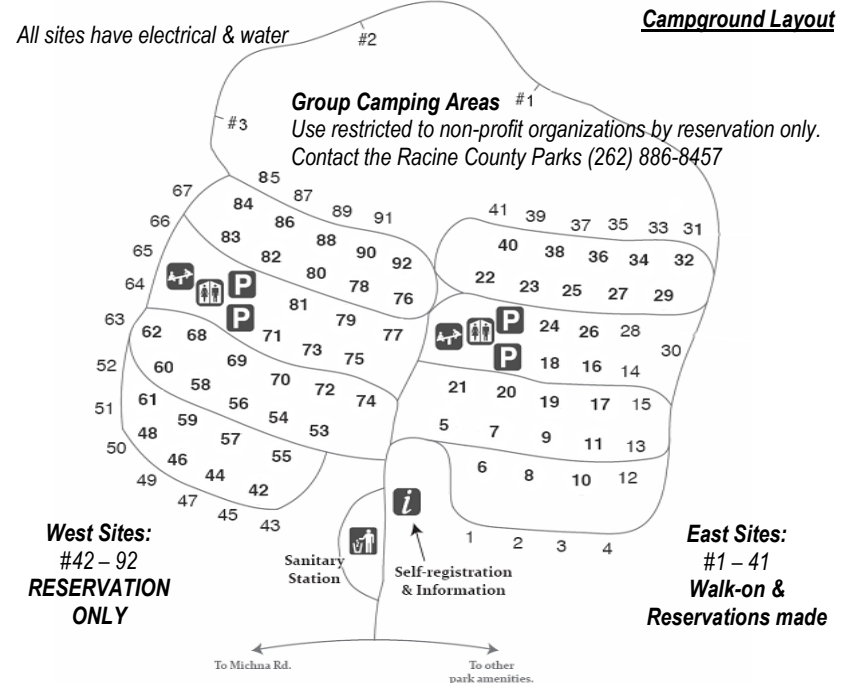 Campground Layout
All sites have electrical & water
#2
Group Camping Areas #1
#3
Use restricted to non-profit organizations by reservation only.
Contact the Racine County Parks (262) 886-8457
85
67 84 87 89 91
66 86
65 83 88 90 92
82
64 P 80 78 76
81
63 P 79 77
62 68 71
73 75
52 69
60 70 72 74
58
51 61 56 54
59 53
50 48 57
46 55
49 44 42
47 45 43
41 39 37 35 33 31
40 38 36 34 32
22 23 25 27 29
P 24 26 28
30
P 18 16 14
21 20 19 17 15
5 7 9 11 13
6 8 10 12
1 2 3 4
i
West Sites:
#42 – 92
RESERVATION
ONLY
Sanitary
Station
Self-registration
& Information
East Sites:
#1 – 41
Walk-on &
Reservations made
To Michna Rd.
To other
park amenities.